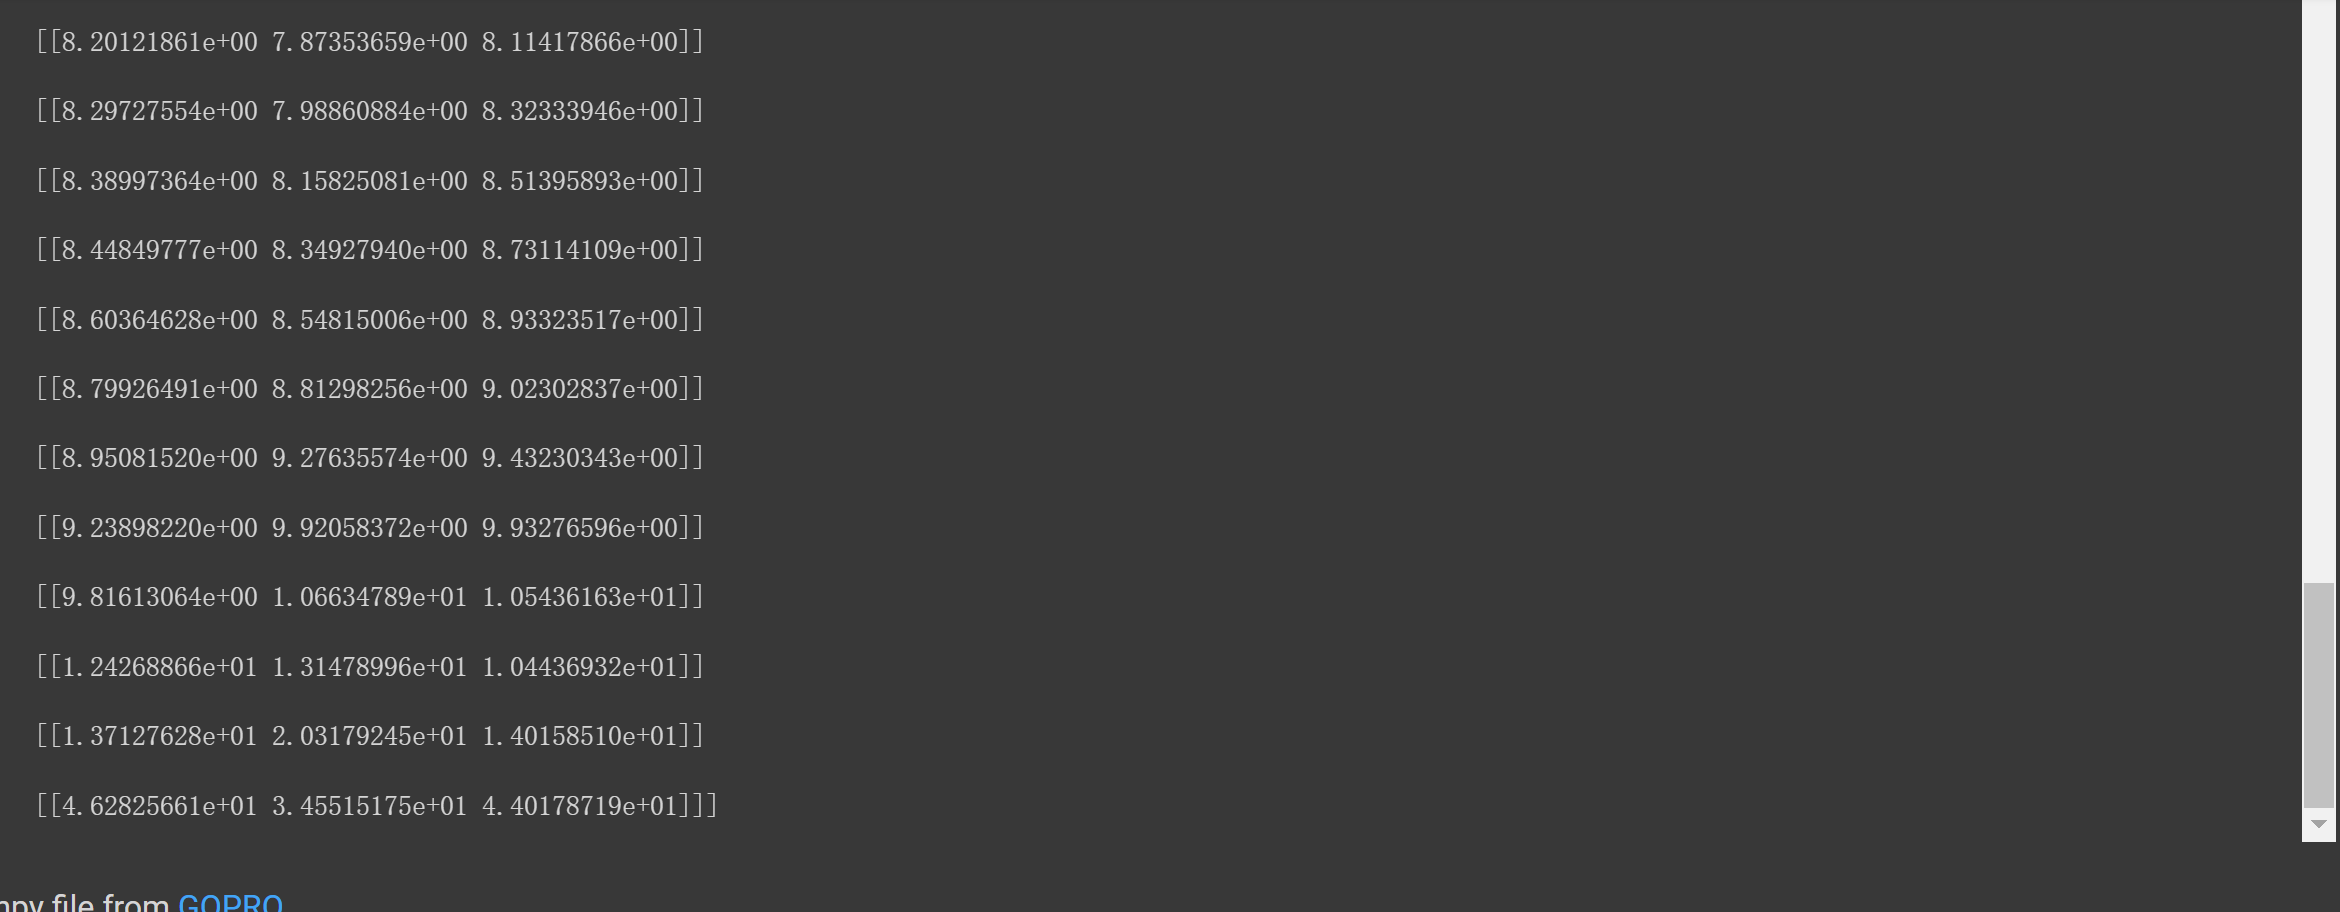 [[8.20121861e+00 7.87353659e+00 8.11417866e+00]]
[[8.29727554e+00 7.98860884e+00 8.32333946e+00]]
[[8.38997364e+00 8.15825081e+00 8.51395893e+00]]
[[8.44849777e+00 8.34927940e+00 8.73114109e+00]]
[[8.60364628e+00 8.54815006e+00 8.93323517e+00]]
[[8.79926491e+00 8.81298256e+00 9.02302837e+00]]
[[8.95081520e+00 9.27635574e+00 9.43230343e+00]]
[[9.23898220e+00 9.92058372e+00 9.93276596e+00]]
[[9.81613064e+00 1.06634789e+01 1.05436163e+01]]
[[1.24268866e+01 1.31478996e+01 1.04436932e+01]]
[[1.37127628e+01 2.03179245e+01 1.40158510e+01]]
[[4.62825661e+01 3.45515175e+01 4.40178719e+01]]]
npy file from GOPRO